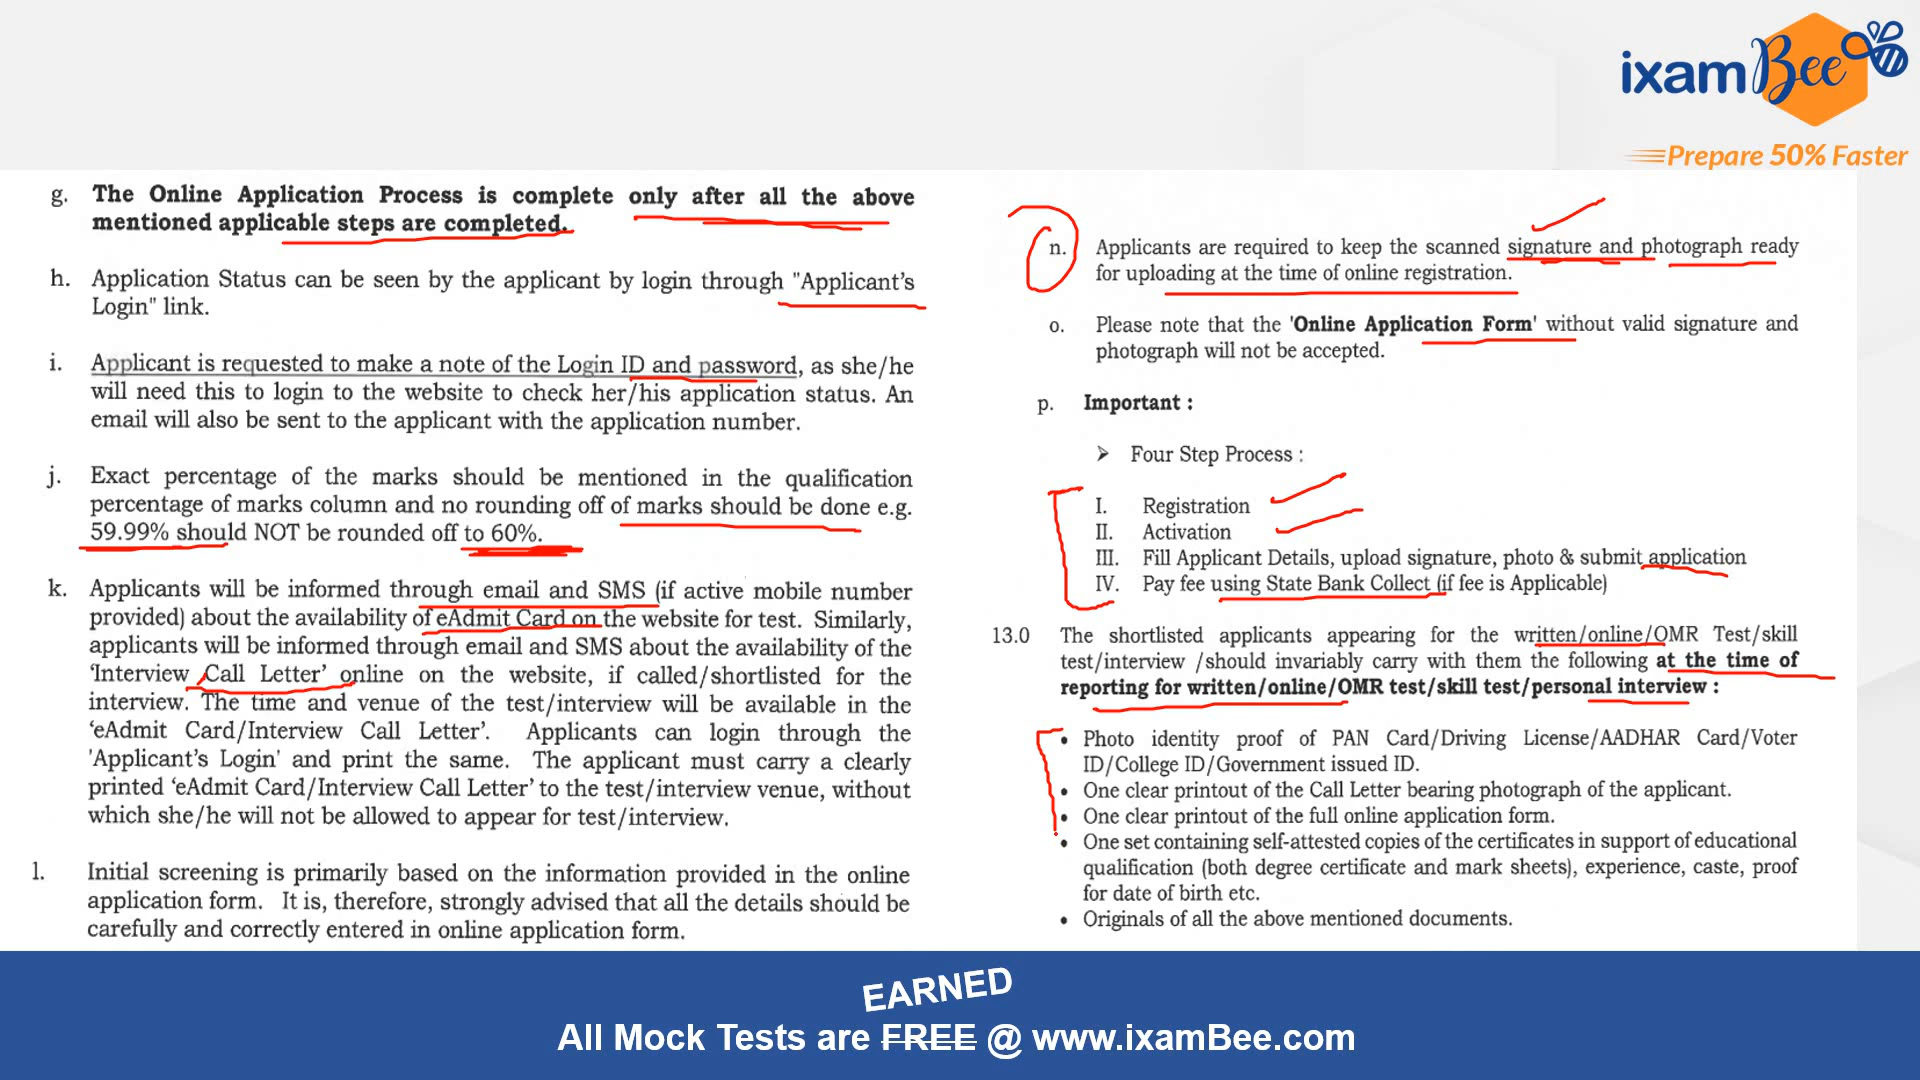 ixamBee
Prepare 50% Faster
g. The Online Application Process is complete only after all the above
mentioned applicable steps are completed.
h. Application Status can be seen by the applicant by login through "Applicant's
Login" link.
i. Applicant is requested to make a note of the Login ID and password, as she/he
will need this to login to the website to check her/his application status. An
email will also be sent to the applicant with the application number.
j. Exact percentage of the marks should be mentioned in the qualification
percentage of marks column and no rounding off of marks should be done e.g.
59.99% should NOT be rounded off to 60%.
k. Applicants will be informed through email and SMS (if active mobile number
provided) about the availability of eAdmit Card on the website for test. Similarly,
applicants will be informed through email and SMS about the availability of the
'Interview Call Letter' online on the website, if called/shortlisted for the
interview. The time and venue of the test/interview will be available in the
'eAdmit Card/Interview Call Letter'. Applicants can login through the
'Applicant's Login' and print the same. The applicant must carry a clearly
printed 'eAdmit Card/Interview Call Letter' to the test/interview venue, without
which she/he will not be allowed to appear for test/interview.
l. Initial screening is primarily based on the information provided in the online
application form. It is, therefore, strongly advised that all the details should be
carefully and correctly entered in online application form.
n. Applicants are required to keep the scanned signature and photograph ready
for uploading at the time of online registration.
o. Please note that the 'Online Application Form' without valid signature and
photograph will not be accepted.
p. Important :
➢ Four Step Process :
I. Registration
II. Activation
III. Fill Applicant Details, upload signature, photo & submit application
IV. Pay fee using State Bank Collect (if fee is Applicable)
13.0 The shortlisted applicants appearing for the written/online/OMR Test/skill
test/interview /should invariably carry with them the following at the time of
reporting for written/online/OMR test/skill test/personal interview :
• Photo identity proof of PAN Card/Driving License/AADHAR Card/Voter
ID/College ID/Government issued ID.
• One clear printout of the Call Letter bearing photograph of the applicant.
• One clear printout of the full online application form.
• One set containing self-attested copies of the certificates in support of educational
qualification (both degree certificate and mark sheets), experience, caste, proof
for date of birth etc.
• Originals of all the above mentioned documents.
EARNED
All Mock Tests are FREE @ www.ixamBee.com